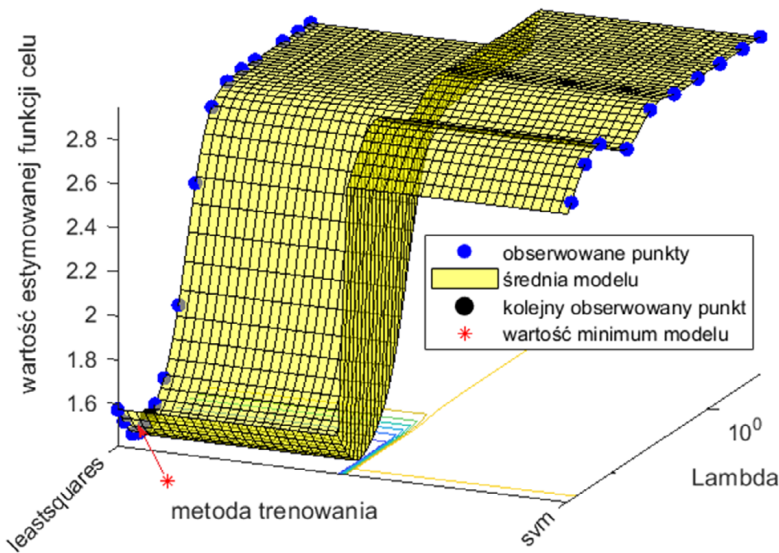 wartość estymowanej funkcji celu
2.8
2.6
2.4
2.2
2
1.8
1.6
obserwowane punkty
średnia modelu
kolejny obserwowany punkt
wartość minimum modelu
10⁰
Lambda
leastsquares
metoda trenowania
svm